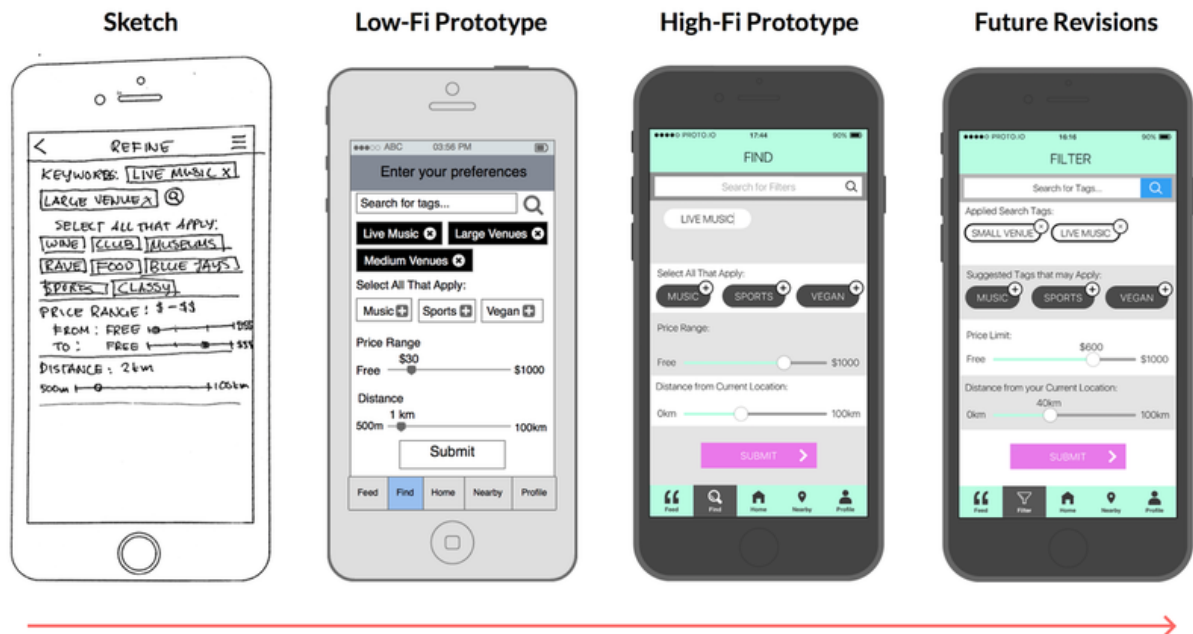 Sketch
REFINE
KEYWORDS: LIVE MUSIC X
LARGE VENUE X
SELECT ALL THAT APPLY:
WINE CLUB MUSEUMS
RAVE FOOD BLUE JAYS
SPORTS CLASSY
PRICE RANGE: $-$$
FROM: FREE $$$
TO: FREE $$$
DISTANCE: 2km
500m 100km
Low-Fi Prototype
ABC 03:56 PM
Enter your preferences
Search for tags...
Live Music Large Venues
Medium Venues
Select All That Apply:
Music Sports Vegan
Price Range
$30
Free $1000
Distance
1 km
500m 100km
Submit
Feed Find Home Nearby Profile
High-Fi Prototype
PROTO.IO 17:44 90%
FIND
Search for Filters
LIVE MUSIC
Select All That Apply:
MUSIC SPORTS VEGAN
Price Range:
Free $1000
Distance from Current Location:
0km 100km
SUBMIT
Feed Find Home Nearby Profile
Future Revisions
PROTO.IO 16:16 90%
FILTER
Search for Tags...
Applied Search Tags:
SMALL VENUE LIVE MUSIC
Suggested Tags that may Apply:
MUSIC SPORTS VEGAN
Price Limit:
$600
Free $1000
Distance from your Current Location:
40km
0km 100km
SUBMIT
Feed Filter Home Nearby Profile